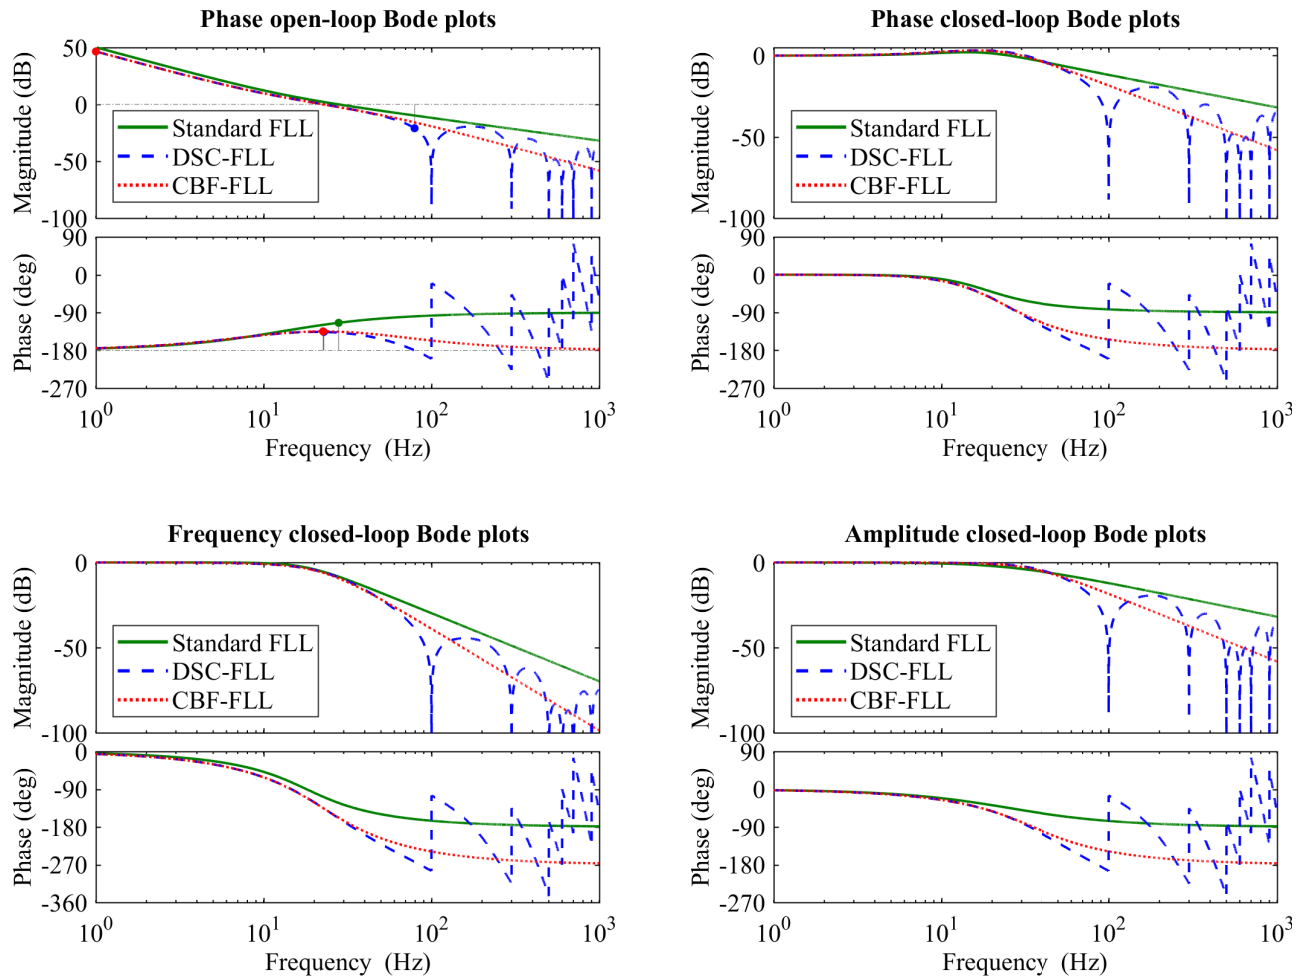 Phase open-loop Bode plots
50
0
-50
-100
Magnitude (dB)
Standard FLL
DSC-FLL
CBF-FLL
90
0
-90
-180
-270
Phase (deg)
10^0 10^1 10^2 10^3
Frequency (Hz)
Phase closed-loop Bode plots
0
-50
-100
Magnitude (dB)
Standard FLL
DSC-FLL
CBF-FLL
90
0
-90
-180
-270
Phase (deg)
10^0 10^1 10^2 10^3
Frequency (Hz)
Frequency closed-loop Bode plots
0
-50
-100
Magnitude (dB)
Standard FLL
DSC-FLL
CBF-FLL
0
-90
-180
-270
-360
Phase (deg)
10^0 10^1 10^2 10^3
Frequency (Hz)
Amplitude closed-loop Bode plots
0
-50
-100
Magnitude (dB)
Standard FLL
DSC-FLL
CBF-FLL
90
0
-90
-180
-270
Phase (deg)
10^0 10^1 10^2 10^3
Frequency (Hz)